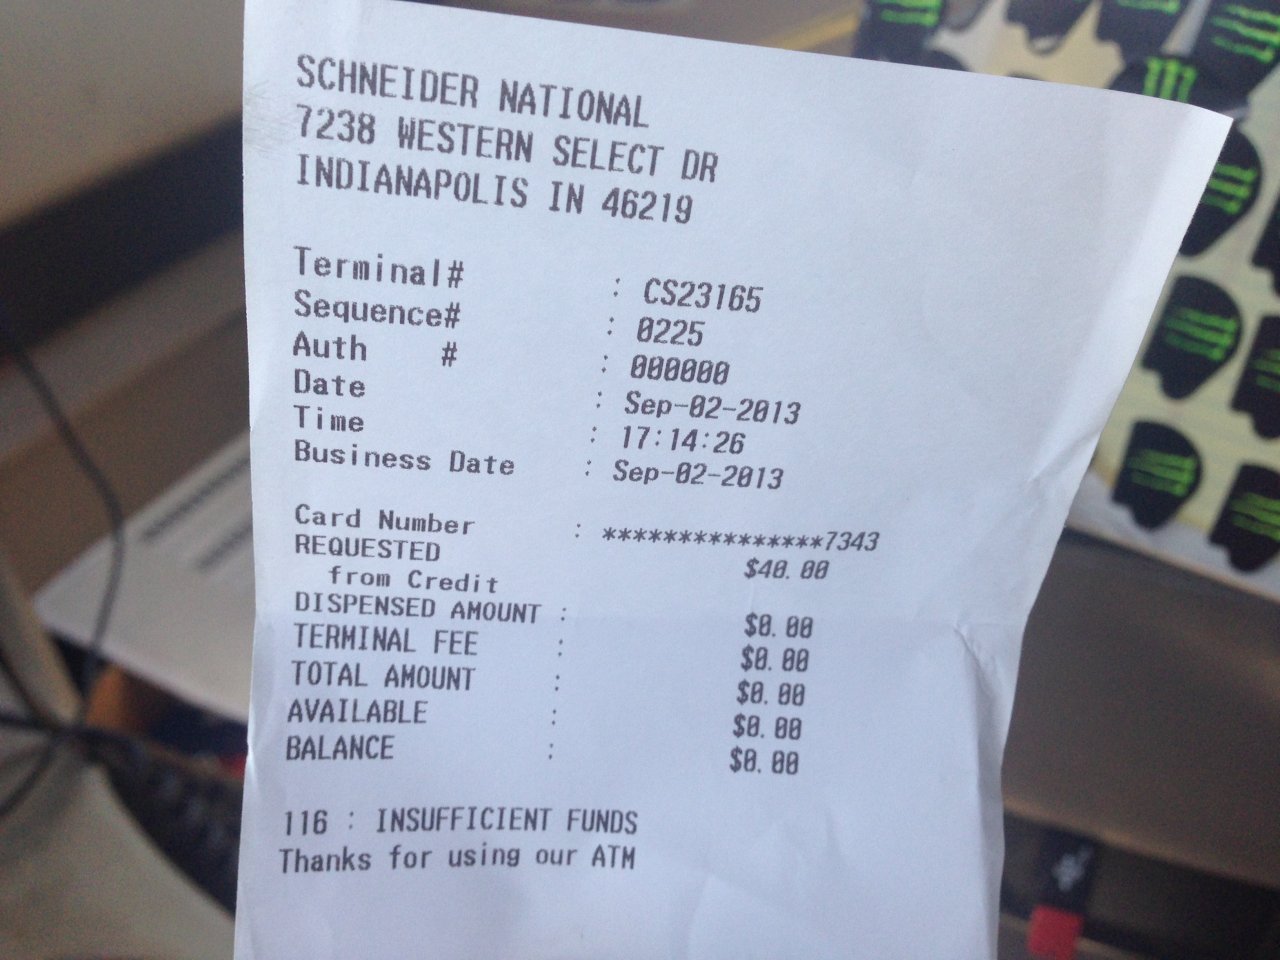 SCHNEIDER NATIONAL
7238 WESTERN SELECT DR
INDIANAPOLIS IN 46219
Terminal# : CS23165
Sequence# : 0225
Auth # : 000000
Date : Sep-02-2013
Time : 17:14:26
Business Date : Sep-02-2013
Card Number : **************7343
REQUESTED $40.00
from Credit
DISPENSED AMOUNT : $0.00
TERMINAL FEE : $0.00
TOTAL AMOUNT : $0.00
AVAILABLE : $0.00
BALANCE : $0.00
116 : INSUFFICIENT FUNDS
Thanks for using our ATM